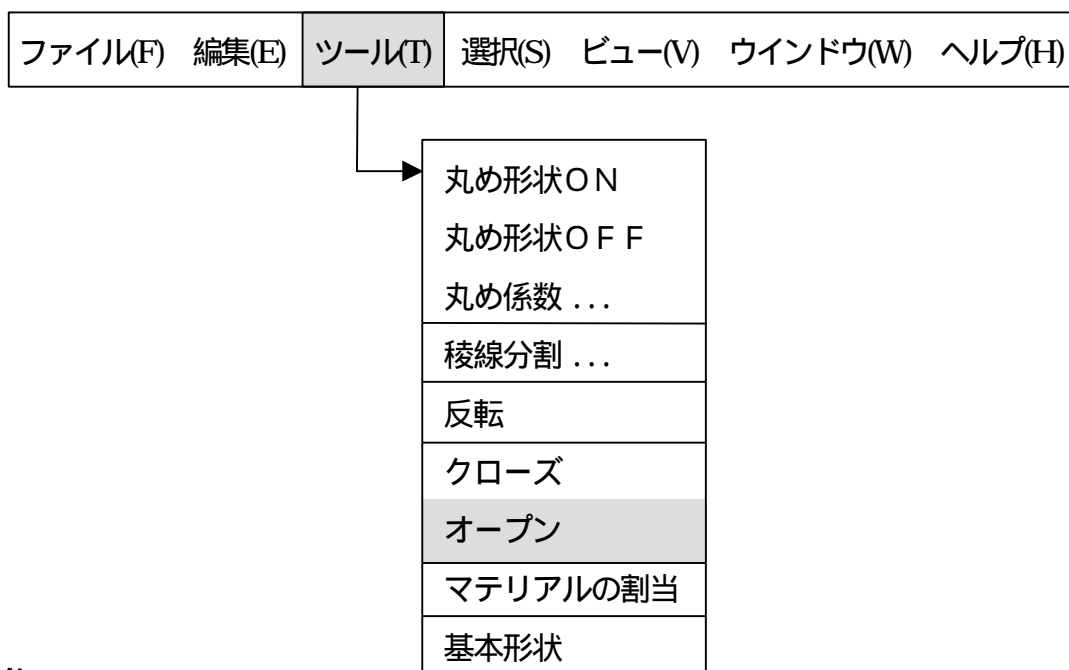 ファイル(F) 編集(E) ツール(T) 選択(S) ビュー(V) ウインドウ(W) ヘルプ(H)
丸め形状ＯＮ
丸め形状ＯＦＦ
丸め係数 ...
稜線分割 ...
反転
クローズ
オープン
マテリアルの割当
基本形状